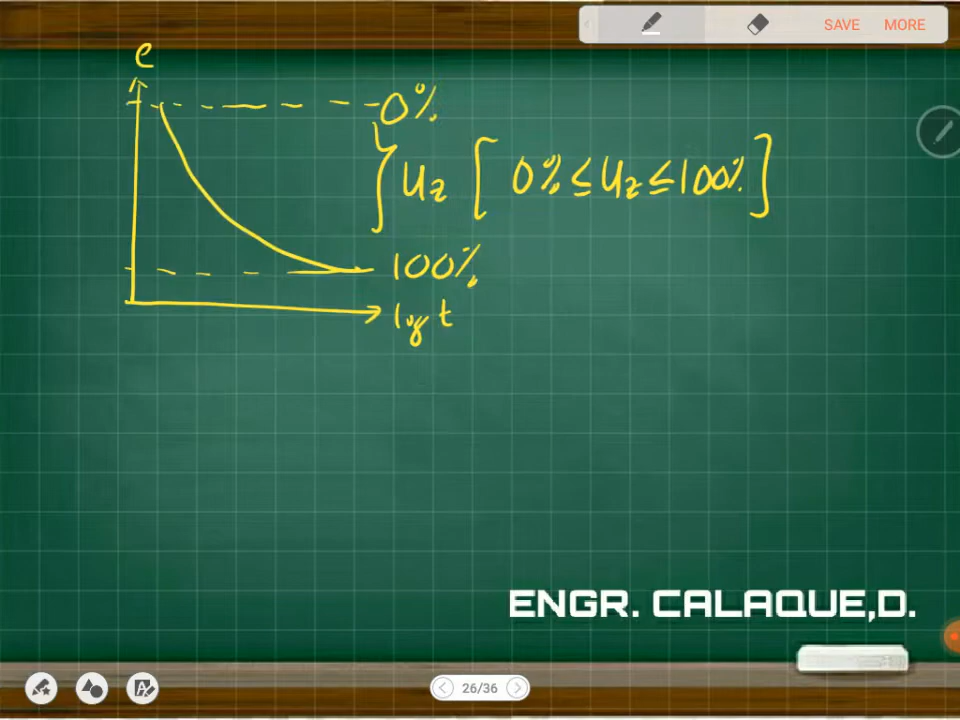 SAVE MORE
e
0%
Uz [ 0% ≤ Uz ≤ 100% ]
100%
log t
ENGR. CALAQUE,D.
A
26/36